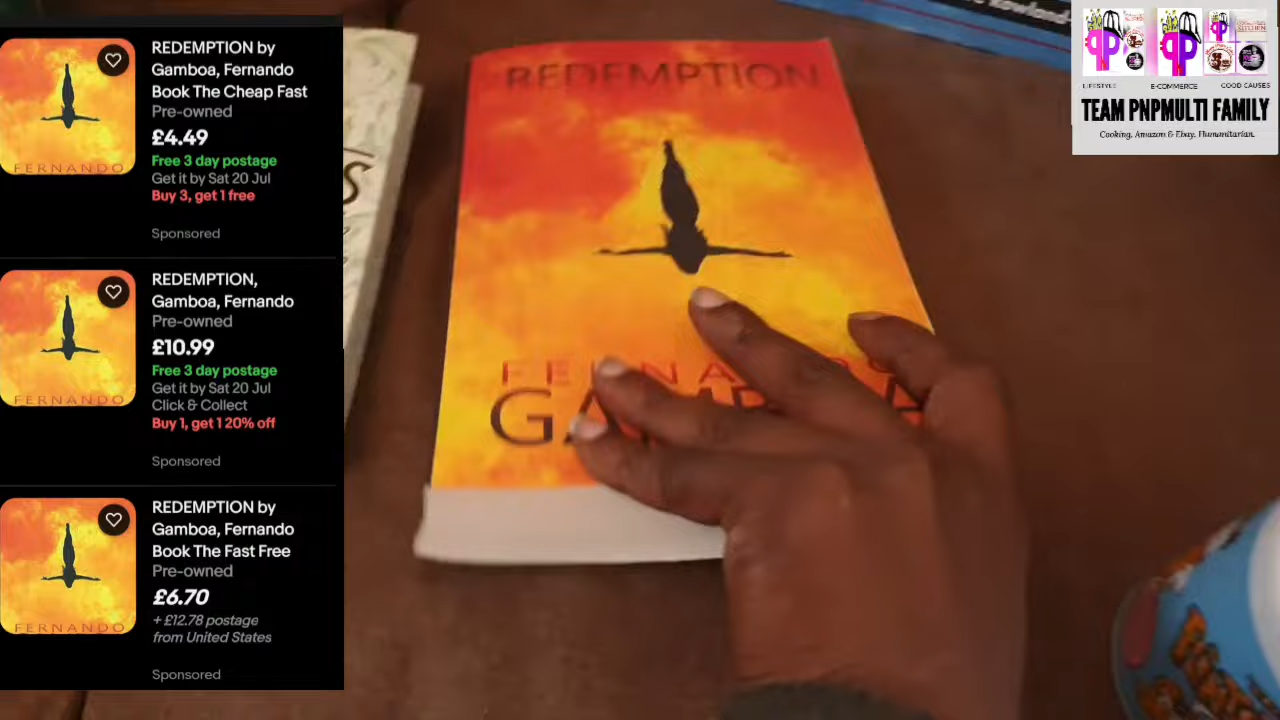 REDEMPTION by
Gamboa, Fernando
Book The Cheap Fast
Pre-owned
£4.49
Free 3 day postage
Get it by Sat 20 Jul
Buy 3, get 1 free
Sponsored
FERNANDO
REDEMPTION,
Gamboa, Fernando
Pre-owned
£10.99
Free 3 day postage
Get it by Sat 20 Jul
Click & Collect
Buy 1, get 1 20% off
Sponsored
FERNANDO
REDEMPTION by
Gamboa, Fernando
Book The Fast Free
Pre-owned
£6.70
+ £12.78 postage
from United States
Sponsored
FERNANDO
REDEMPTION
Rowland
LIFESTYLE
E-COMMERCE
GOOD CAUSES
TEAM PNPMULTI FAMILY
Cooking. Amazon & Ebay. Humanitarian.